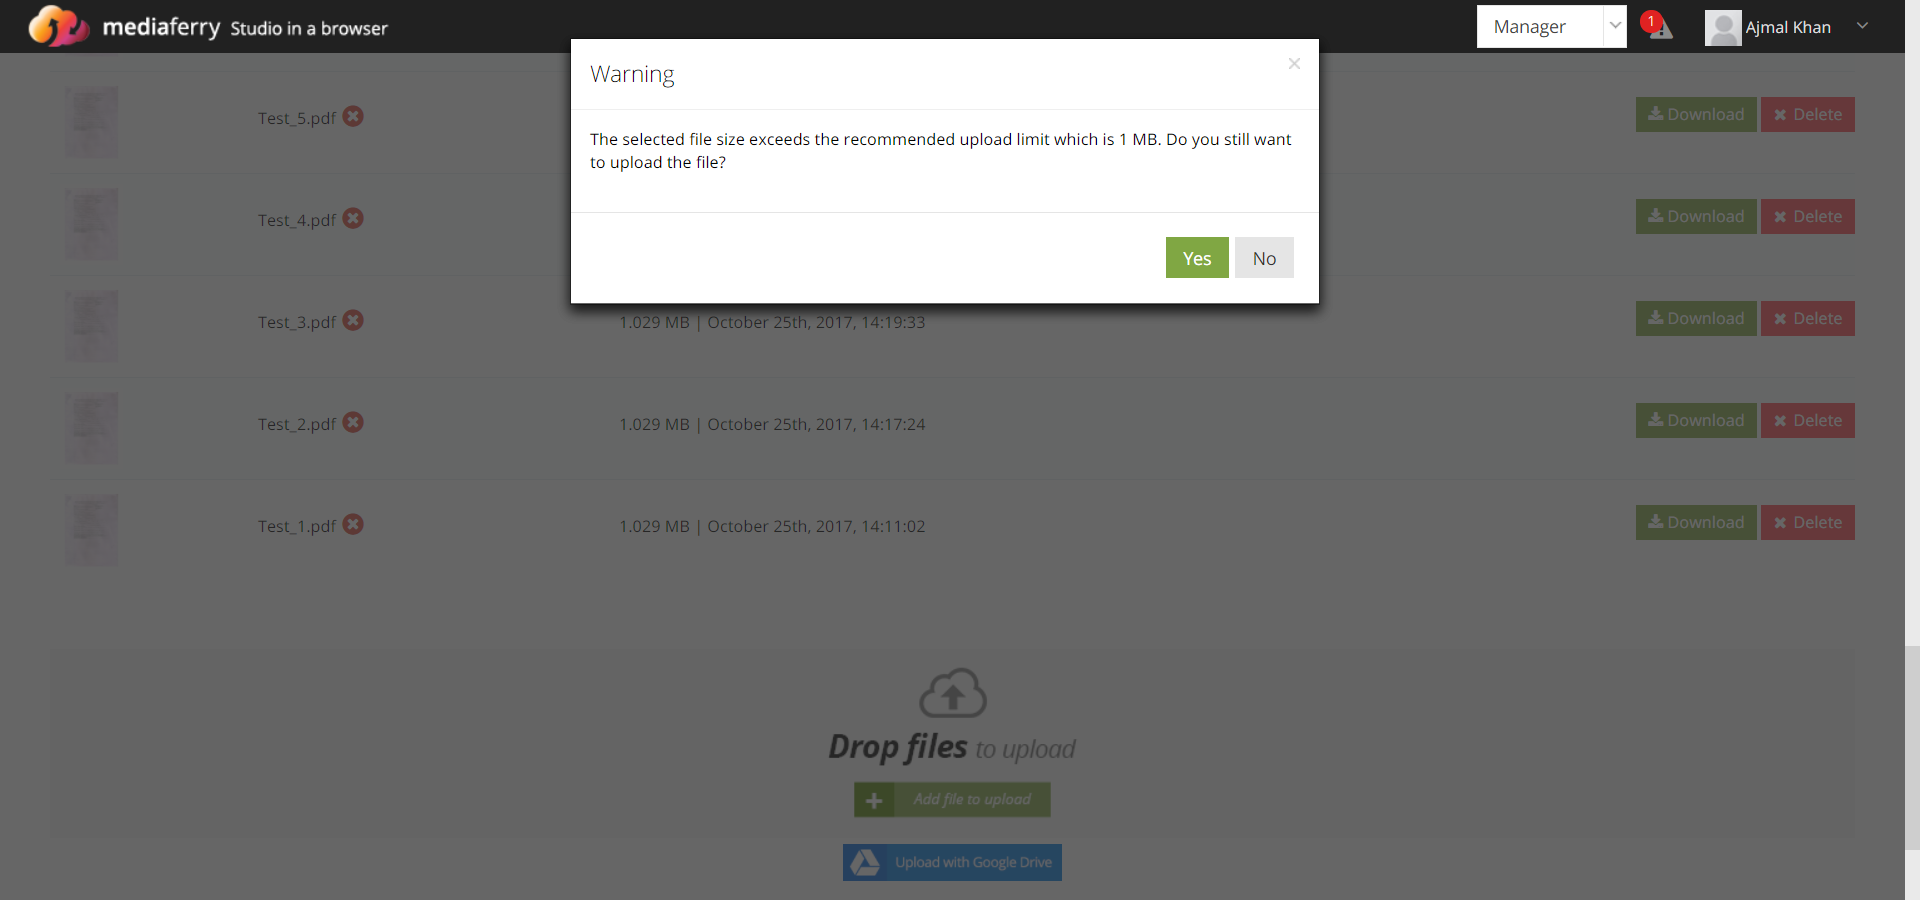 mediaferry Studio in a browser
Manager
1
Ajmal Khan
Warning
×
The selected file size exceeds the recommended upload limit which is 1 MB. Do you still want
to upload the file?
Yes No
Test_5.pdf Download Delete
Test_4.pdf Download Delete
Test_3.pdf 1.029 MB | October 25th, 2017, 14:19:33 Download Delete
Test_2.pdf 1.029 MB | October 25th, 2017, 14:17:24 Download Delete
Test_1.pdf 1.029 MB | October 25th, 2017, 14:11:02 Download Delete
Drop files to upload
Add file to upload
Upload with Google Drive